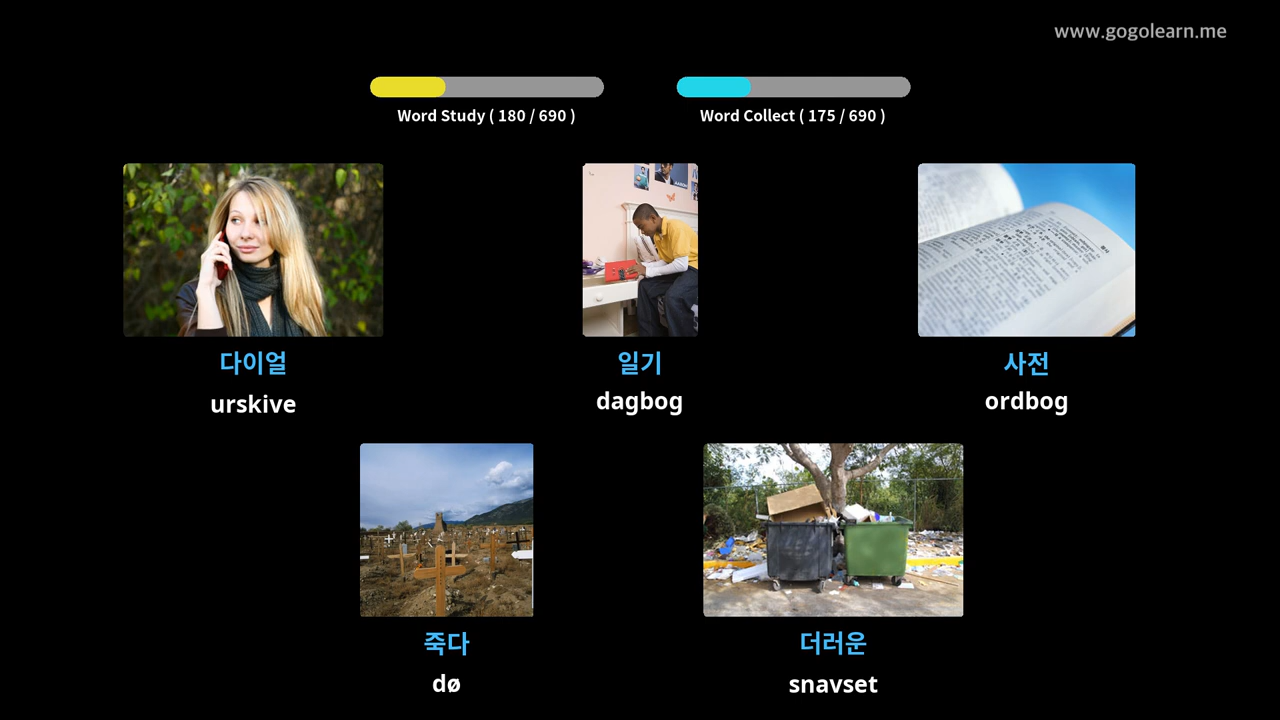 www.gogolearn.me
Word Study ( 180 / 690 )
Word Collect ( 175 / 690 )
다이얼
urskive
일기
dagbog
사전
ordbog
죽다
dø
더러운
snavset